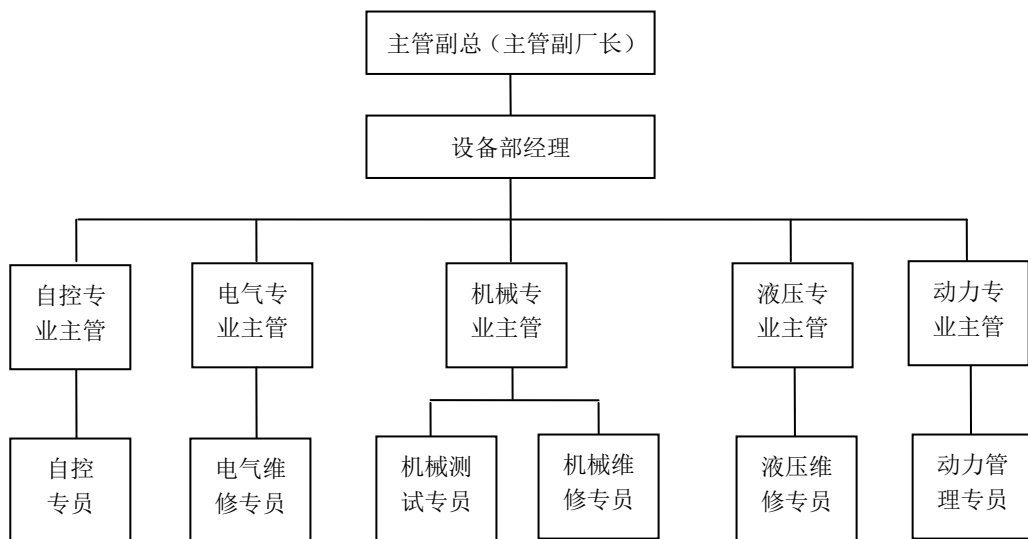 主管副总（主管副厂长）
设备部经理
自控专
业主管
电气专
业主管
机械专
业主管
液压专
业主管
动力专
业主管
自控
专员
电气维
修专员
机械测
试专员
机械维
修专员
液压维
修专员
动力管
理专员